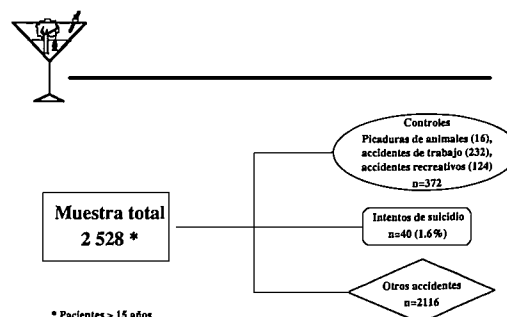 Controles
Picaduras de animales (16),
accidentes de trabajo (232),
accidentes recreativos (124)
n=372
Muestra total
2 528 *
Intentos de suicidio
n=40 (1.6%)
Otros accidentes
n=2116
* Pacientes > 15 años